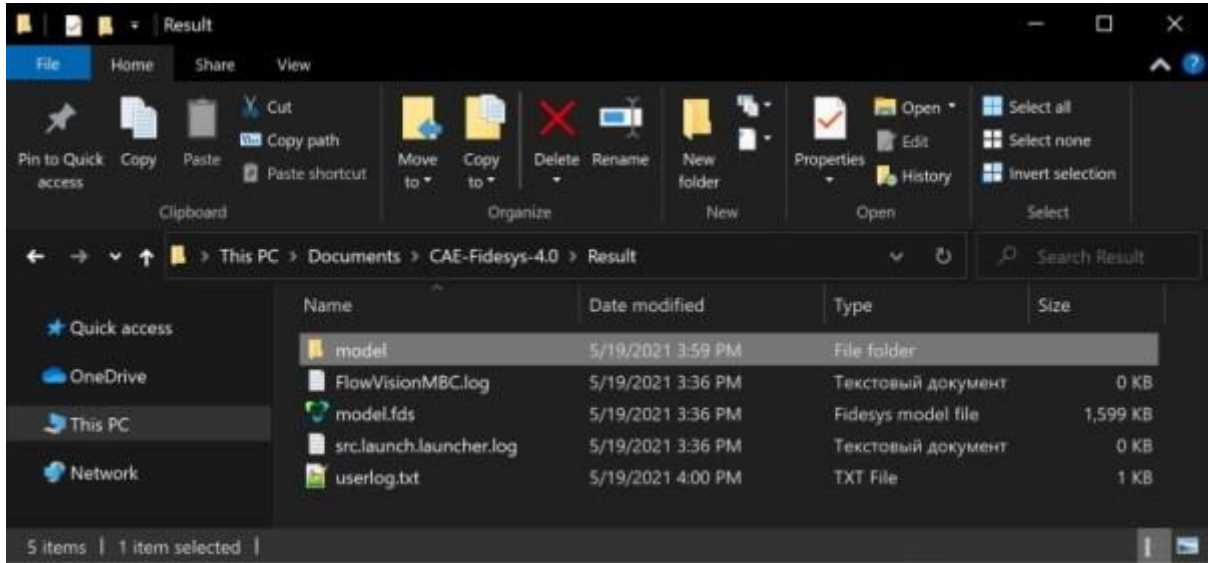 Result
File Home Share View
Pin to Quick access
Copy
Paste
Cut
Copy path
Paste shortcut
Clipboard
Move to
Copy to
Delete
Rename
Organize
New folder
New
Properties
Open
Edit
History
Open
Select all
Select none
Invert selection
Select
This PC > Documents > CAE-Fidesys-4.0 > Result
Search Result
Quick access
OneDrive
This PC
Network
Name Date modified Type Size
model 5/19/2021 3:59 PM File folder
FlowVisionMBC.log 5/19/2021 3:36 PM Текстовый документ 0 KB
model.fds 5/19/2021 3:36 PM Fidesys model file 1,599 KB
src.launch.launcher.log 5/19/2021 3:36 PM Текстовый документ 0 KB
userlog.txt 5/19/2021 4:00 PM TXT File 1 KB
5 items | 1 item selected |